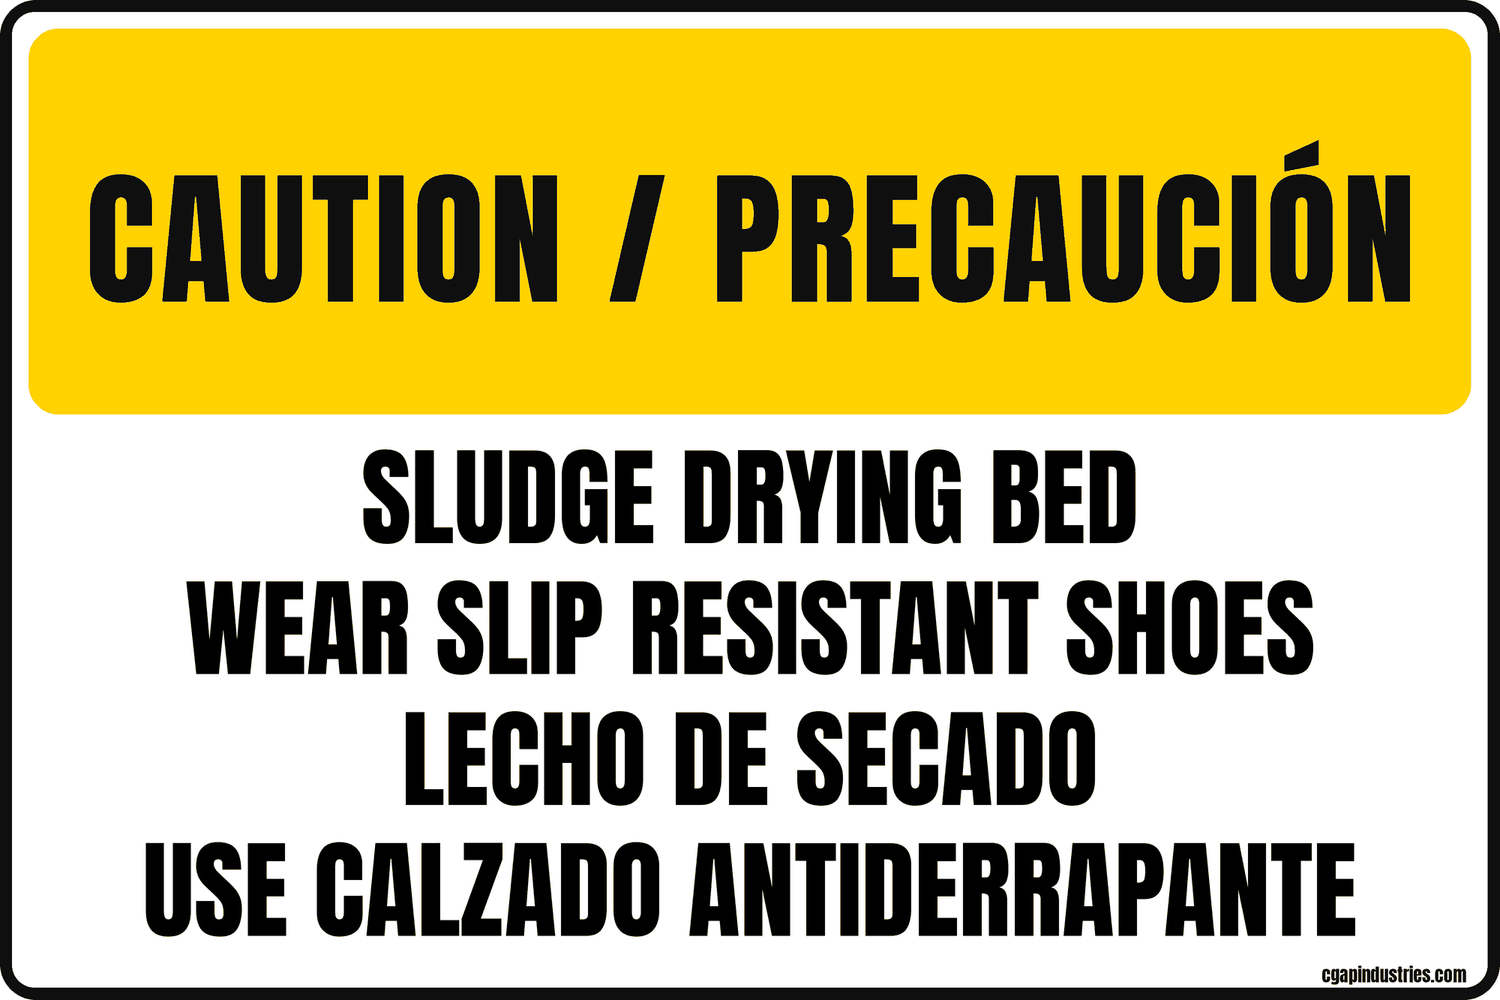 CAUTION / PRECAUCIÓN
SLUDGE DRYING BED
WEAR SLIP RESISTANT SHOES
LECHO DE SECADO
USE CALZADO ANTIDERRAPANTE
cgapindustries.com